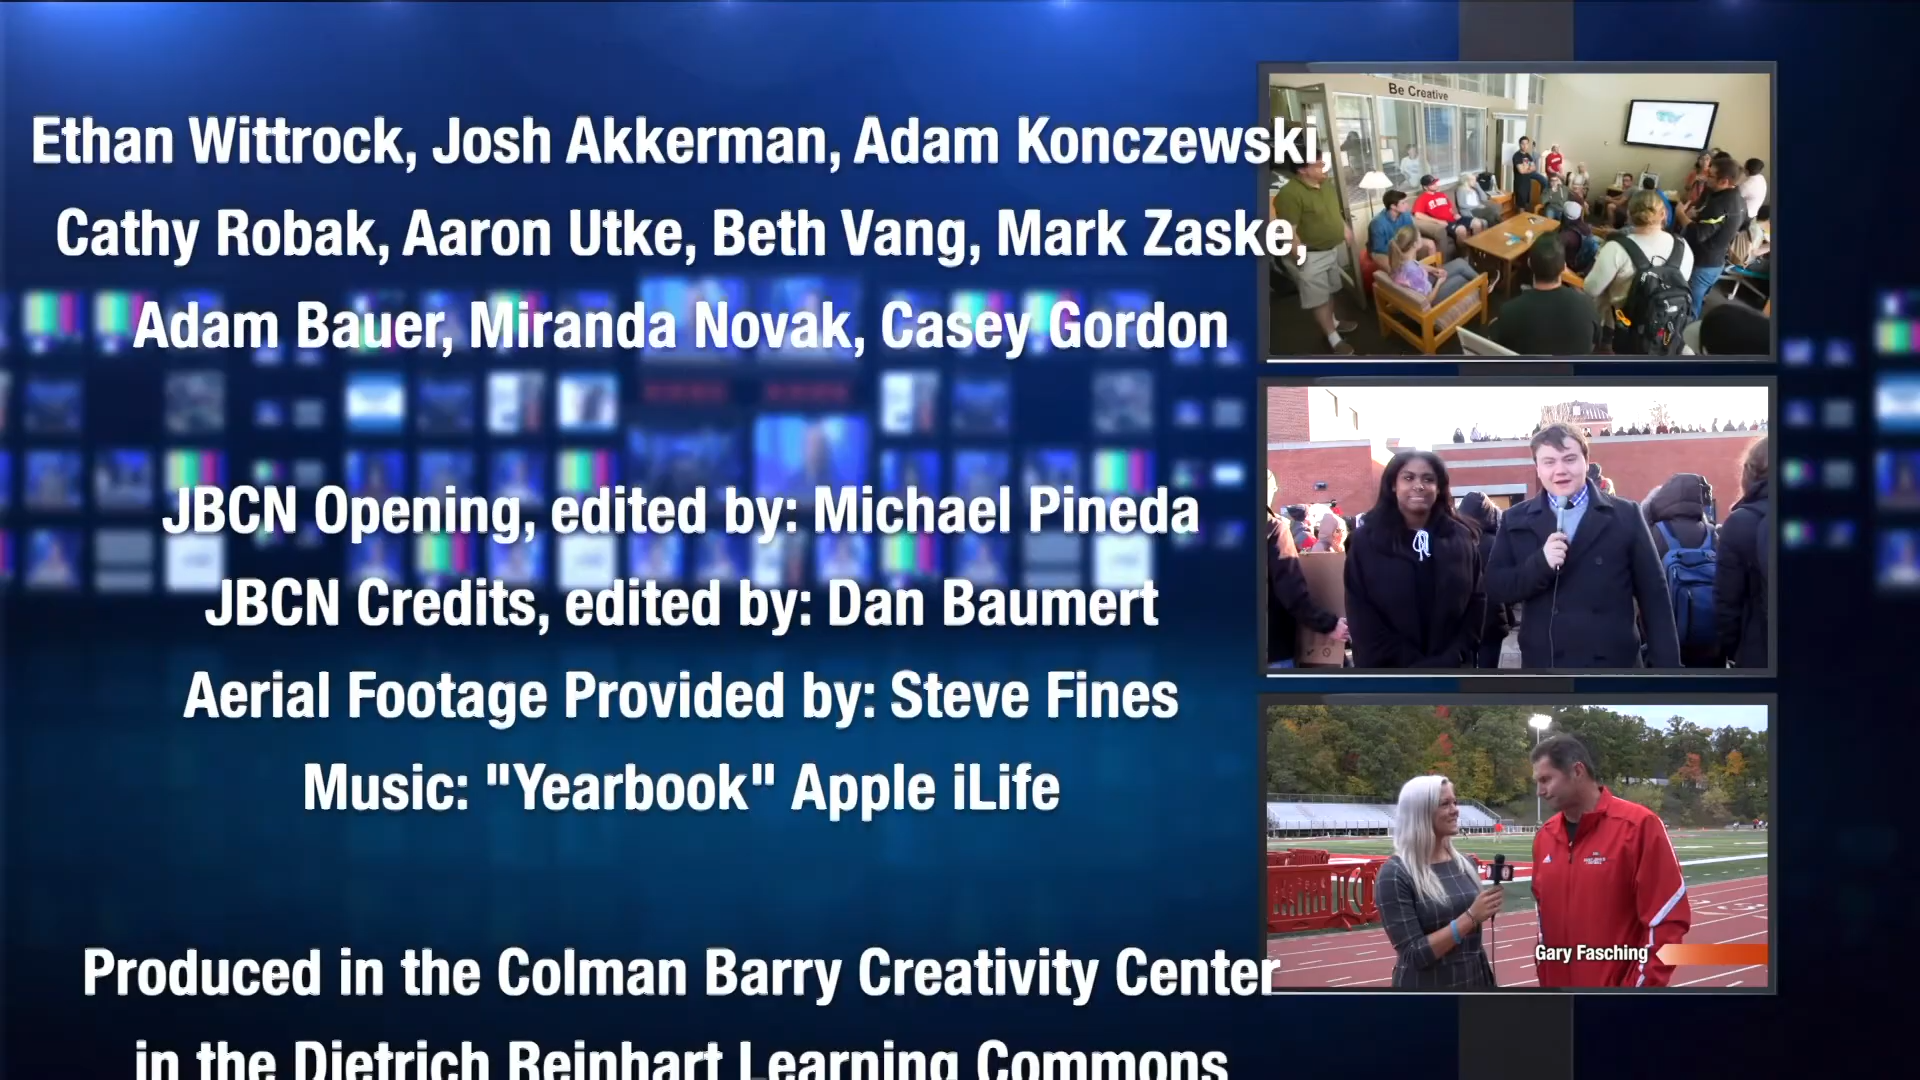 Ethan Wittrock, Josh Akkerman, Adam Konczewski,
Cathy Robak, Aaron Utke, Beth Vang, Mark Zaske,
Adam Bauer, Miranda Novak, Casey Gordon
JBCN Opening, edited by: Michael Pineda
JBCN Credits, edited by: Dan Baumert
Aerial Footage Provided by: Steve Fines
Music: "Yearbook" Apple iLife
Produced in the Colman Barry Creativity Center
in the Dietrich Reinhart Learning Commons
Be Creative
Gary Fasching